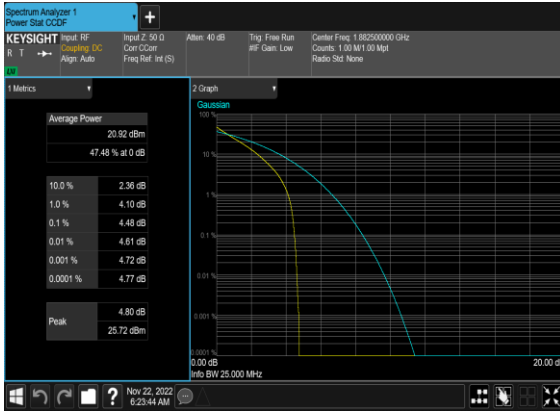 Spectrum Analyzer 1
Power Stat CCDF
+
KEYSIGHT
R T
Input: RF
Coupling: DC
Align: Auto
Input Z: 50 Ω
Corr CCorr
Freq Ref: Int (S)
Atten: 40 dB
Trig: Free Run
#IF Gain: Low
Center Freq: 1.882500000 GHz
Counts: 1.00 M/1.00 Mpt
Radio Std: None
1 Metrics
Average Power
20.92 dBm
47.48 % at 0 dB
10.0 % 2.36 dB
1.0 % 4.10 dB
0.1 % 4.48 dB
0.01 % 4.61 dB
0.001 % 4.72 dB
0.0001 % 4.77 dB
Peak
4.80 dB
25.72 dBm
2 Graph
Gaussian
100 %
10 %
1 %
0.1 %
0.01 %
0.001 %
0.0001 %
0.00 dB
20.00 d
Info BW 25.000 MHz
?
Nov 22, 2022
6:23:44 AM